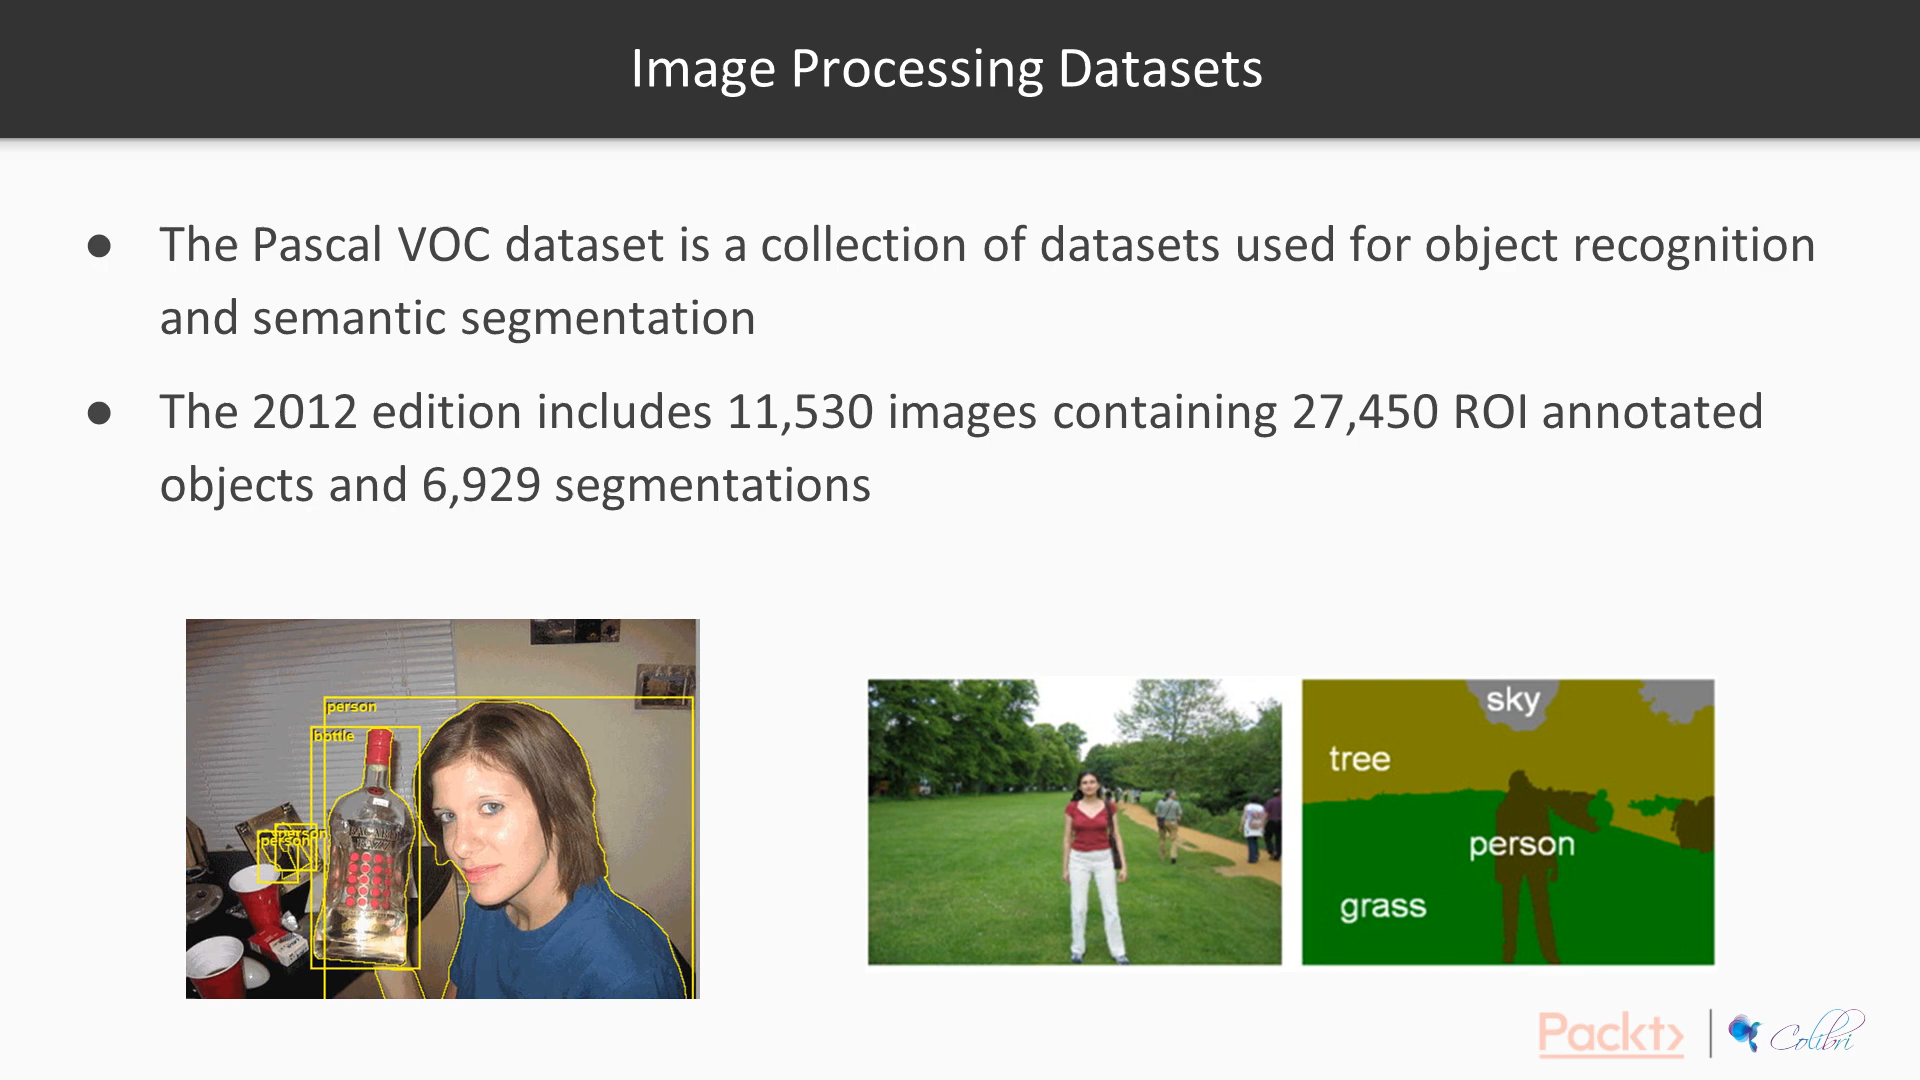 Image Processing Datasets
● The Pascal VOC dataset is a collection of datasets used for object recognition
and semantic segmentation
● The 2012 edition includes 11,530 images containing 27,450 ROI annotated
objects and 6,929 segmentations
person
bottle
person
person
BACARDI
RAZZ
sky
tree
person
grass
Packt>
Colibri